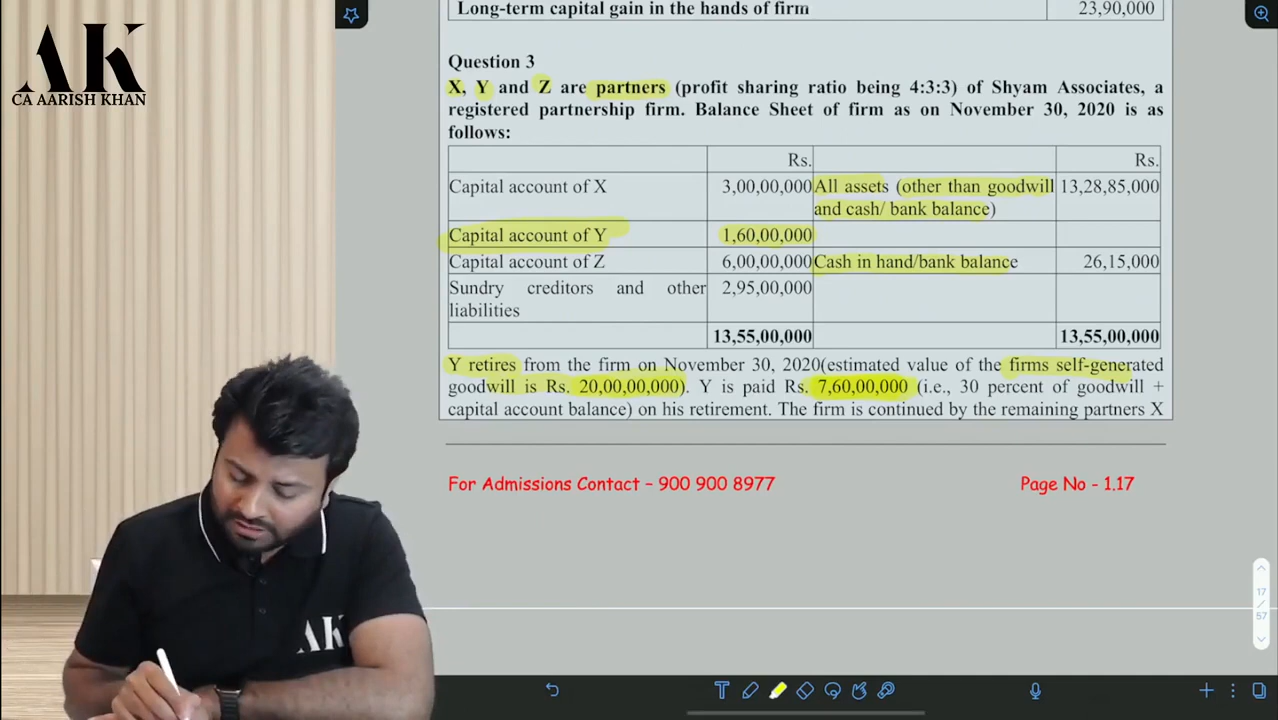 AK
CA AARISH KHAN
Long-term capital gain in the hands of firm 23,90,000
Question 3
X, Y and Z are partners (profit sharing ratio being 4:3:3) of Shyam Associates, a
registered partnership firm. Balance Sheet of firm as on November 30, 2020 is as
follows:
Rs. Rs.
Capital account of X 3,00,00,000 All assets (other than goodwill 13,28,85,000
and cash/ bank balance)
Capital account of Y 1,60,00,000
Capital account of Z 6,00,00,000 Cash in hand/bank balance 26,15,000
Sundry creditors and other 2,95,00,000
liabilities
13,55,00,000 13,55,00,000
Y retires from the firm on November 30, 2020(estimated value of the firms self-generated
goodwill is Rs. 20,00,00,000). Y is paid Rs. 7,60,00,000 (i.e., 30 percent of goodwill +
capital account balance) on his retirement. The firm is continued by the remaining partners X
For Admissions Contact – 900 900 8977 Page No - 1.17
17
/
57
AK
T